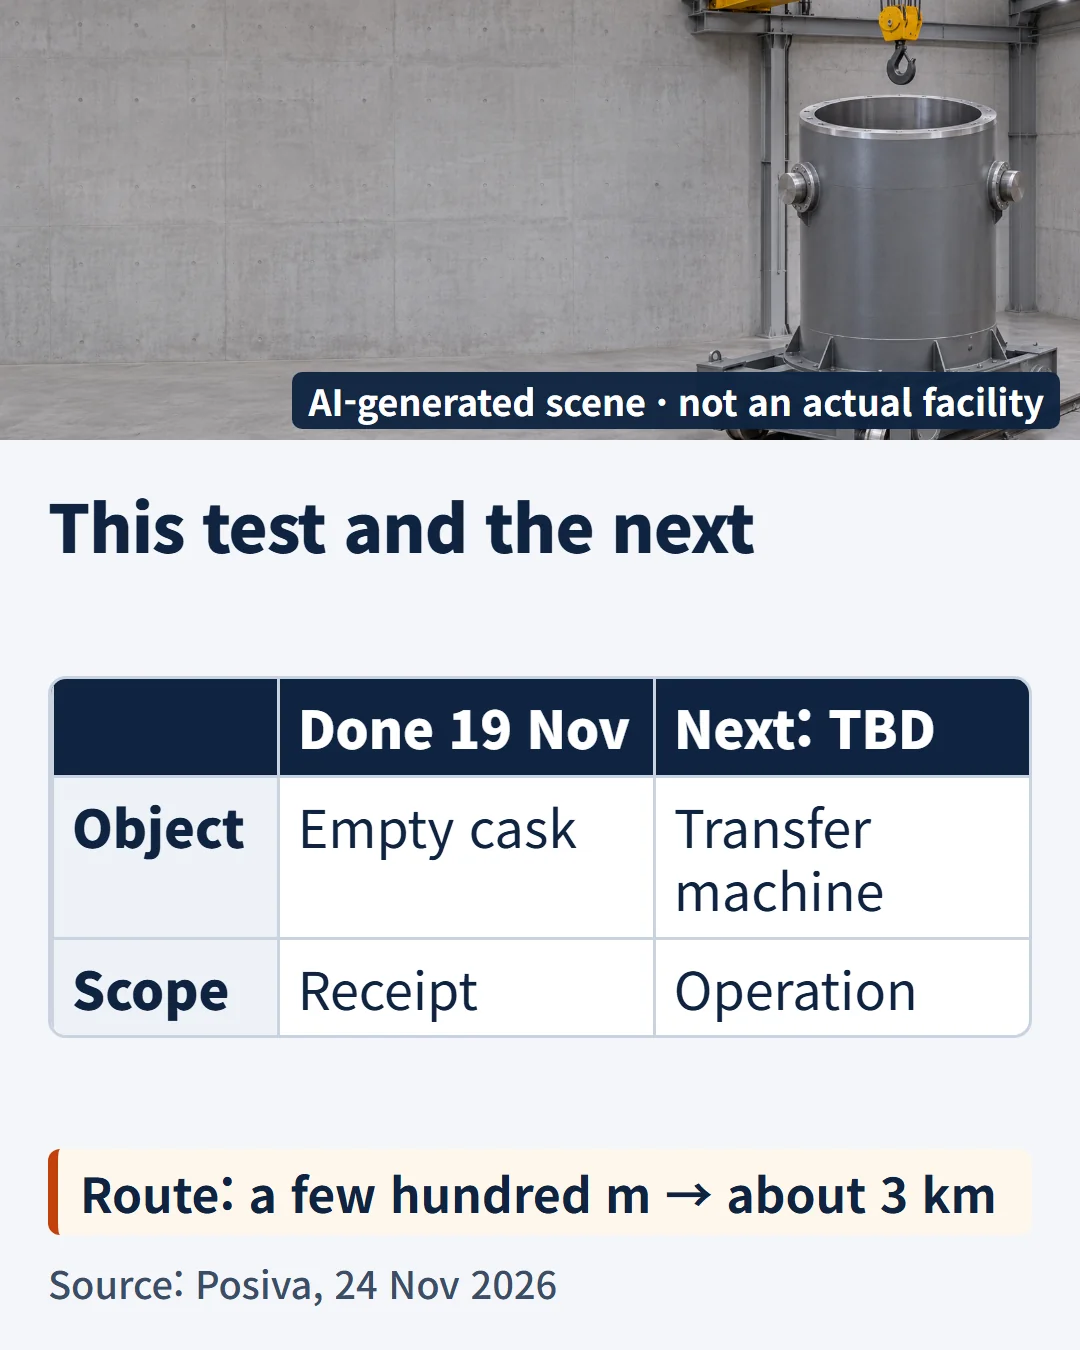 AI-generated scene · not an actual facility
This test and the next
Done 19 Nov
Next: TBD
Object
Empty cask
Transfer
machine
Scope
Receipt
Operation
Route: a few hundred m → about 3 km
Source: Posiva, 24 Nov 2026